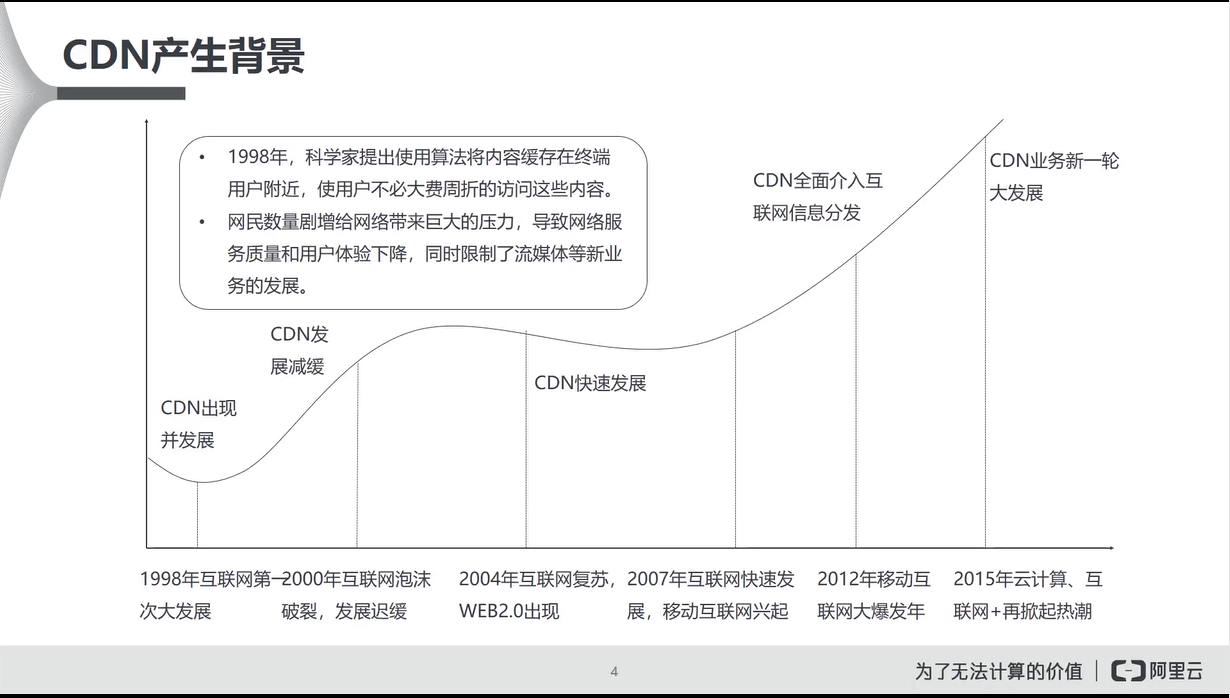 CDN产生背景
• 1998年，科学家提出使用算法将内容缓存在终端
用户附近，使用户不必大费周折的访问这些内容。
• 网民数量剧增给网络带来巨大的压力，导致网络服
务质量和用户体验下降，同时限制了流媒体等新业
务的发展。
CDN出现
并发展
CDN发
展减缓
CDN快速发展
CDN全面介入互
联网信息分发
CDN业务新一轮
大发展
1998年互联网第一
次大发展
2000年互联网泡沫
破裂，发展迟缓
2004年互联网复苏，
WEB2.0出现
2007年互联网快速发
展，移动互联网兴起
2012年移动互
联网大爆发年
2015年云计算、互
联网+再掀起热潮
4
为了无法计算的价值
阿里云